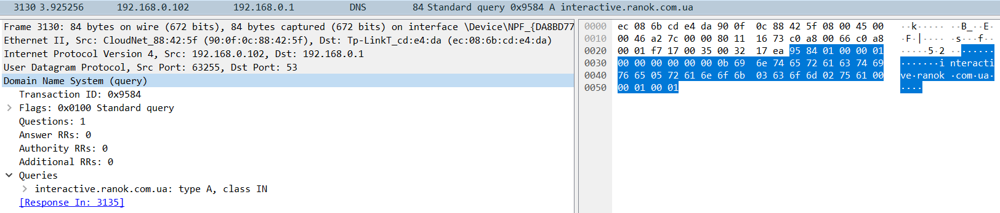 3130 3.925256 192.168.0.102 192.168.0.1 DNS 84 Standard query 0x9584 A interactive.ranok.com.ua
Frame 3130: 84 bytes on wire (672 bits), 84 bytes captured (672 bits) on interface \Device\NPF_{DA8BD77
Ethernet II, Src: CloudNet_88:42:5f (90:0f:0c:88:42:5f), Dst: Tp-LinkT_cd:e4:da (ec:08:6b:cd:e4:da)
Internet Protocol Version 4, Src: 192.168.0.102, Dst: 192.168.0.1
User Datagram Protocol, Src Port: 63255, Dst Port: 53
Domain Name System (query)
Transaction ID: 0x9584
Flags: 0x0100 Standard query
Questions: 1
Answer RRs: 0
Authority RRs: 0
Additional RRs: 0
Queries
interactive.ranok.com.ua: type A, class IN
[Response In: 3135]
0000 ec 08 6b cd e4 da 90 0f 0c 88 42 5f 08 00 45 00 ··k····· ··B_··E·
0010 00 46 a2 7c 00 00 80 11 16 73 c0 a8 00 66 c0 a8 ·F·|···· ·s···f··
0020 00 01 f7 17 00 35 00 32 17 ea 95 84 01 00 00 01 ·····5·2 ········
0030 00 00 00 00 00 00 0b 69 6e 74 65 72 61 63 74 69 ·······i nteracti
0040 76 65 05 72 61 6e 6f 6b 03 63 6f 6d 02 75 61 00 ve·ranok ·com·ua·
0050 00 01 00 01 ····